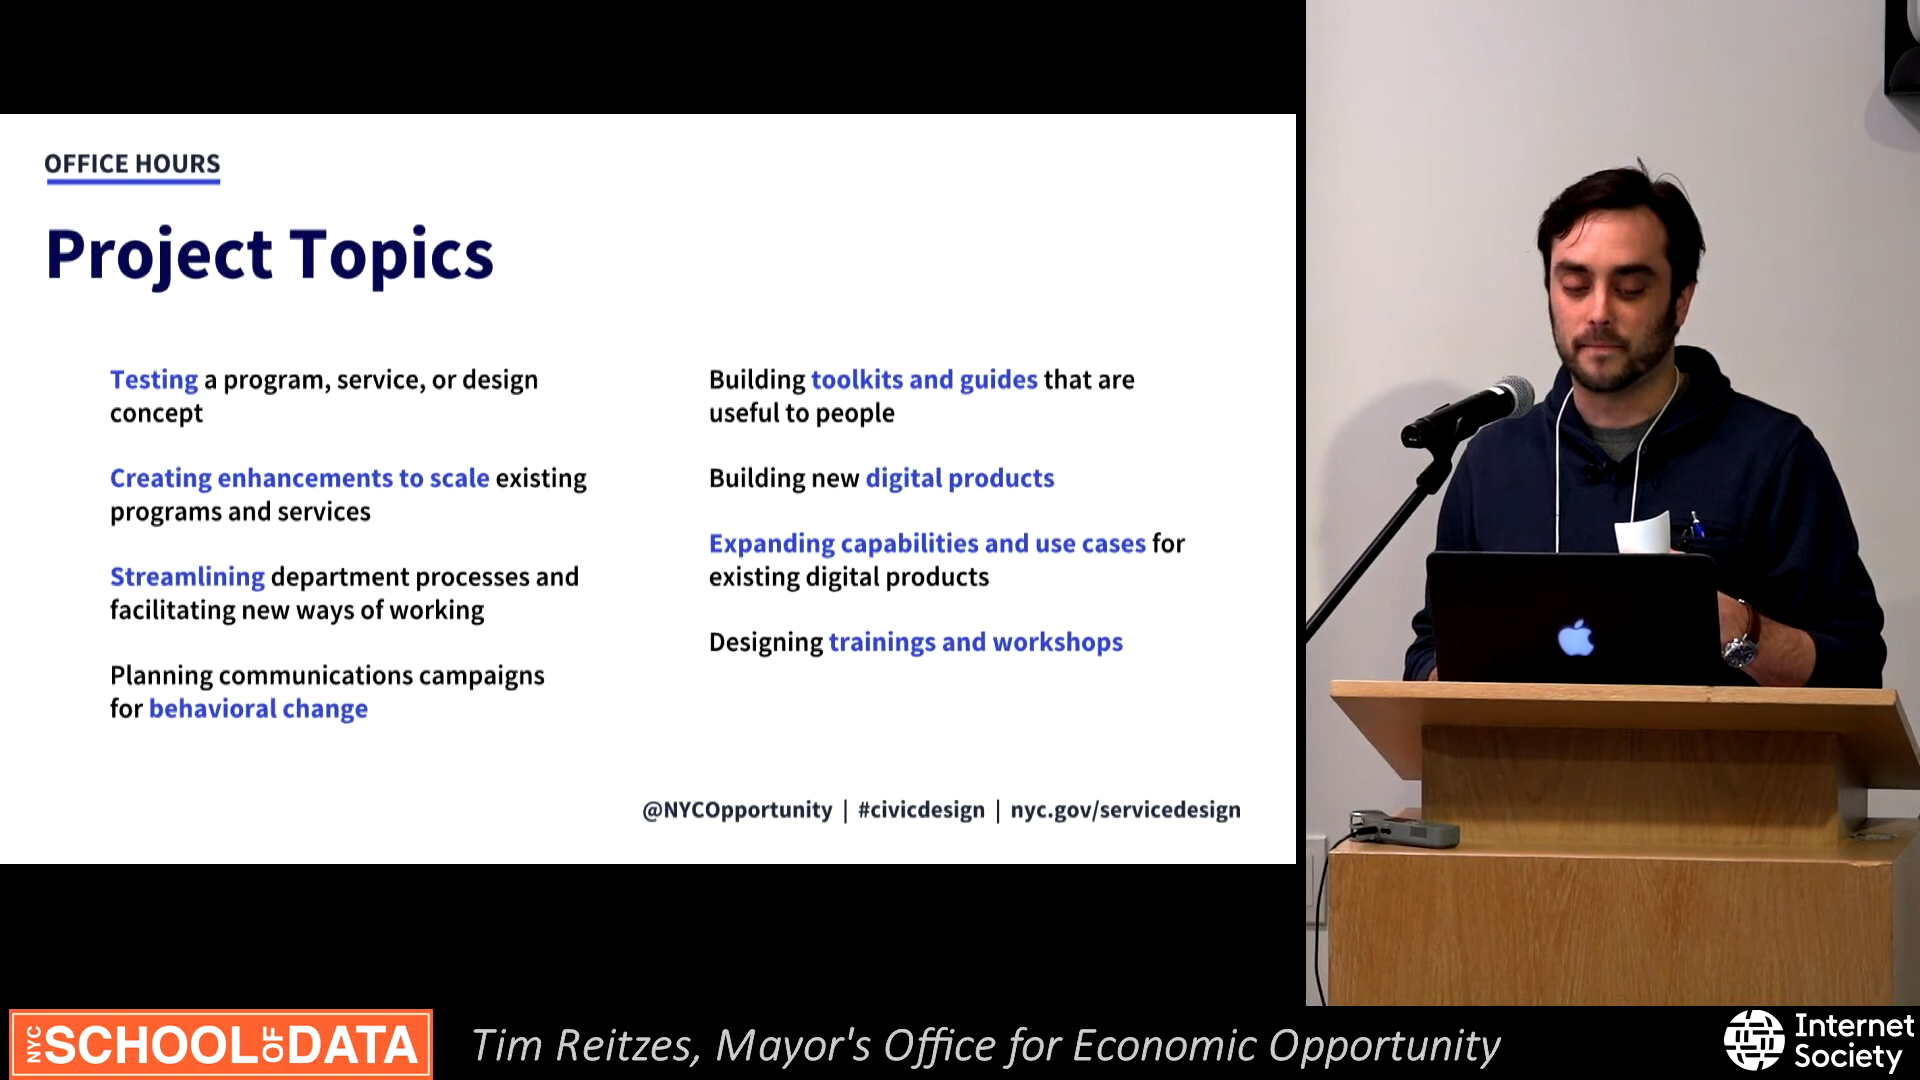 OFFICE HOURS
Project Topics
Testing a program, service, or design
concept
Creating enhancements to scale existing
programs and services
Streamlining department processes and
facilitating new ways of working
Planning communications campaigns
for behavioral change
Building toolkits and guides that are
useful to people
Building new digital products
Expanding capabilities and use cases for
existing digital products
Designing trainings and workshops
@NYCOpportunity | #civicdesign | nyc.gov/servicedesign
NYC SCHOOL OF DATA
Tim Reitzes, Mayor's Office for Economic Opportunity
Internet
Society